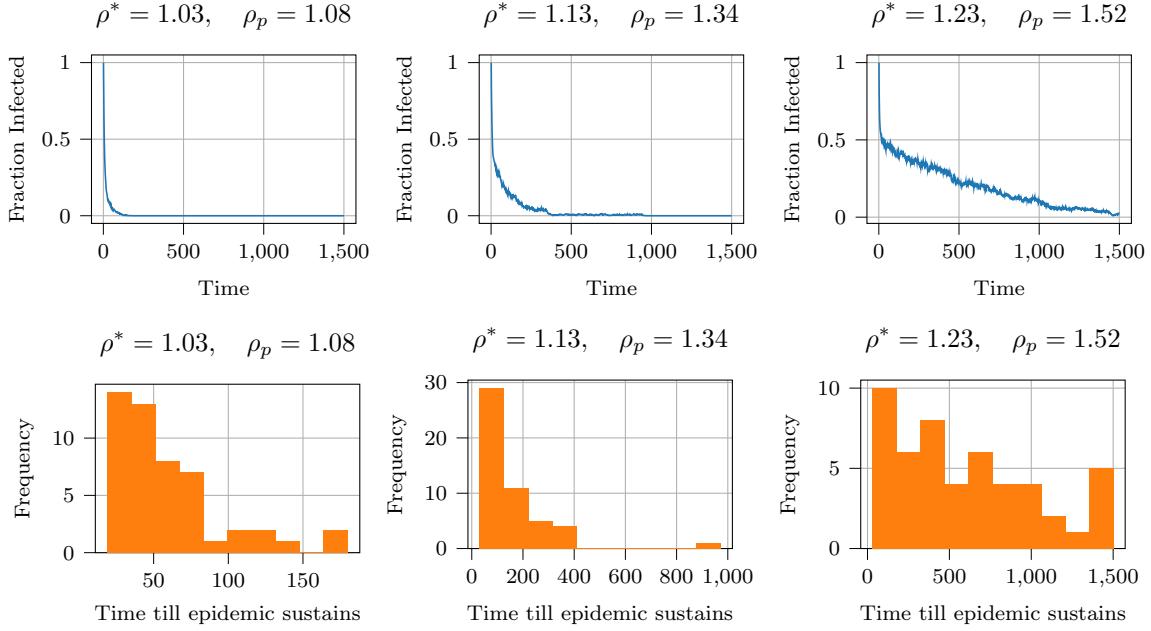 ρ* = 1.03, ρp = 1.08
Fraction Infected
1
0.5
0
0 500 1,000 1,500
Time
ρ* = 1.13, ρp = 1.34
Fraction Infected
1
0.5
0
0 500 1,000 1,500
Time
ρ* = 1.23, ρp = 1.52
Fraction Infected
1
0.5
0
0 500 1,000 1,500
Time
ρ* = 1.03, ρp = 1.08
Frequency
10
5
0
50 100 150
Time till epidemic sustains
ρ* = 1.13, ρp = 1.34
Frequency
30
20
10
0
0 200 400 600 800 1,000
Time till epidemic sustains
ρ* = 1.23, ρp = 1.52
Frequency
10
5
0
0 500 1,000 1,500
Time till epidemic sustains